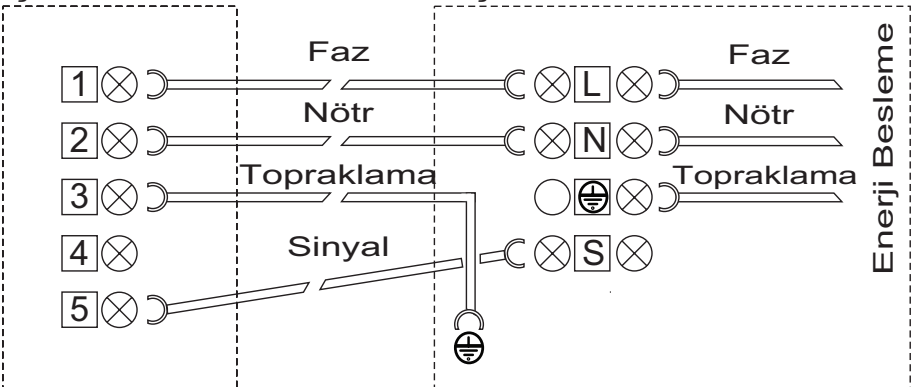 Faz
Faz
1
L
Nötr
Nötr
2
N
Topraklama
Topraklama
3
4
Sinyal
S
5
Enerji Besleme